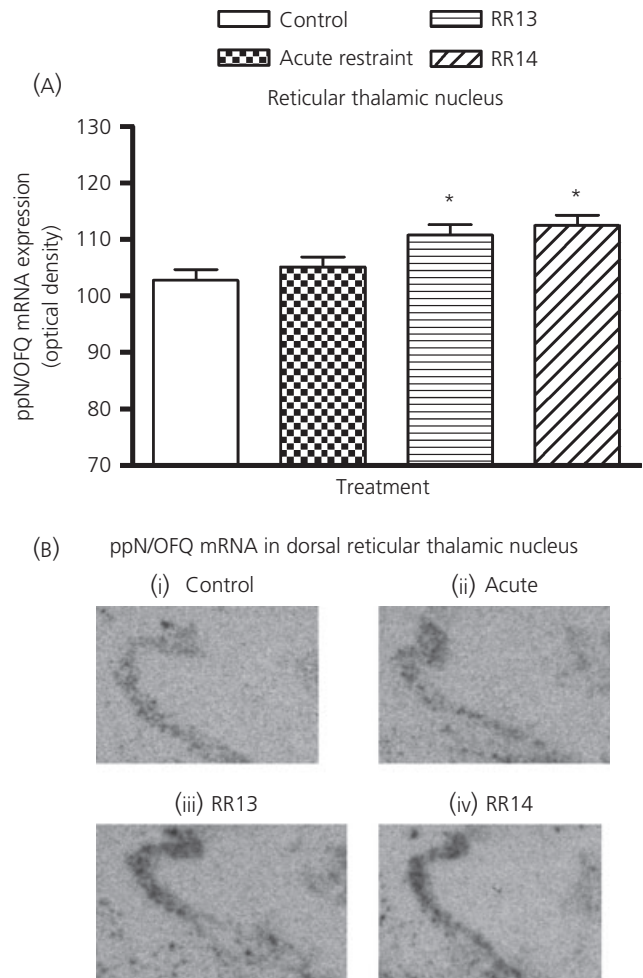 Control
RR13
Acute restraint
RR14
(A)
Reticular thalamic nucleus
130
120
110
100
90
80
70
ppN/OFQ mRNA expression
(optical density)
*
*
Treatment
(B)
ppN/OFQ mRNA in dorsal reticular thalamic nucleus
(i) Control
(ii) Acute
(iii) RR13
(iv) RR14